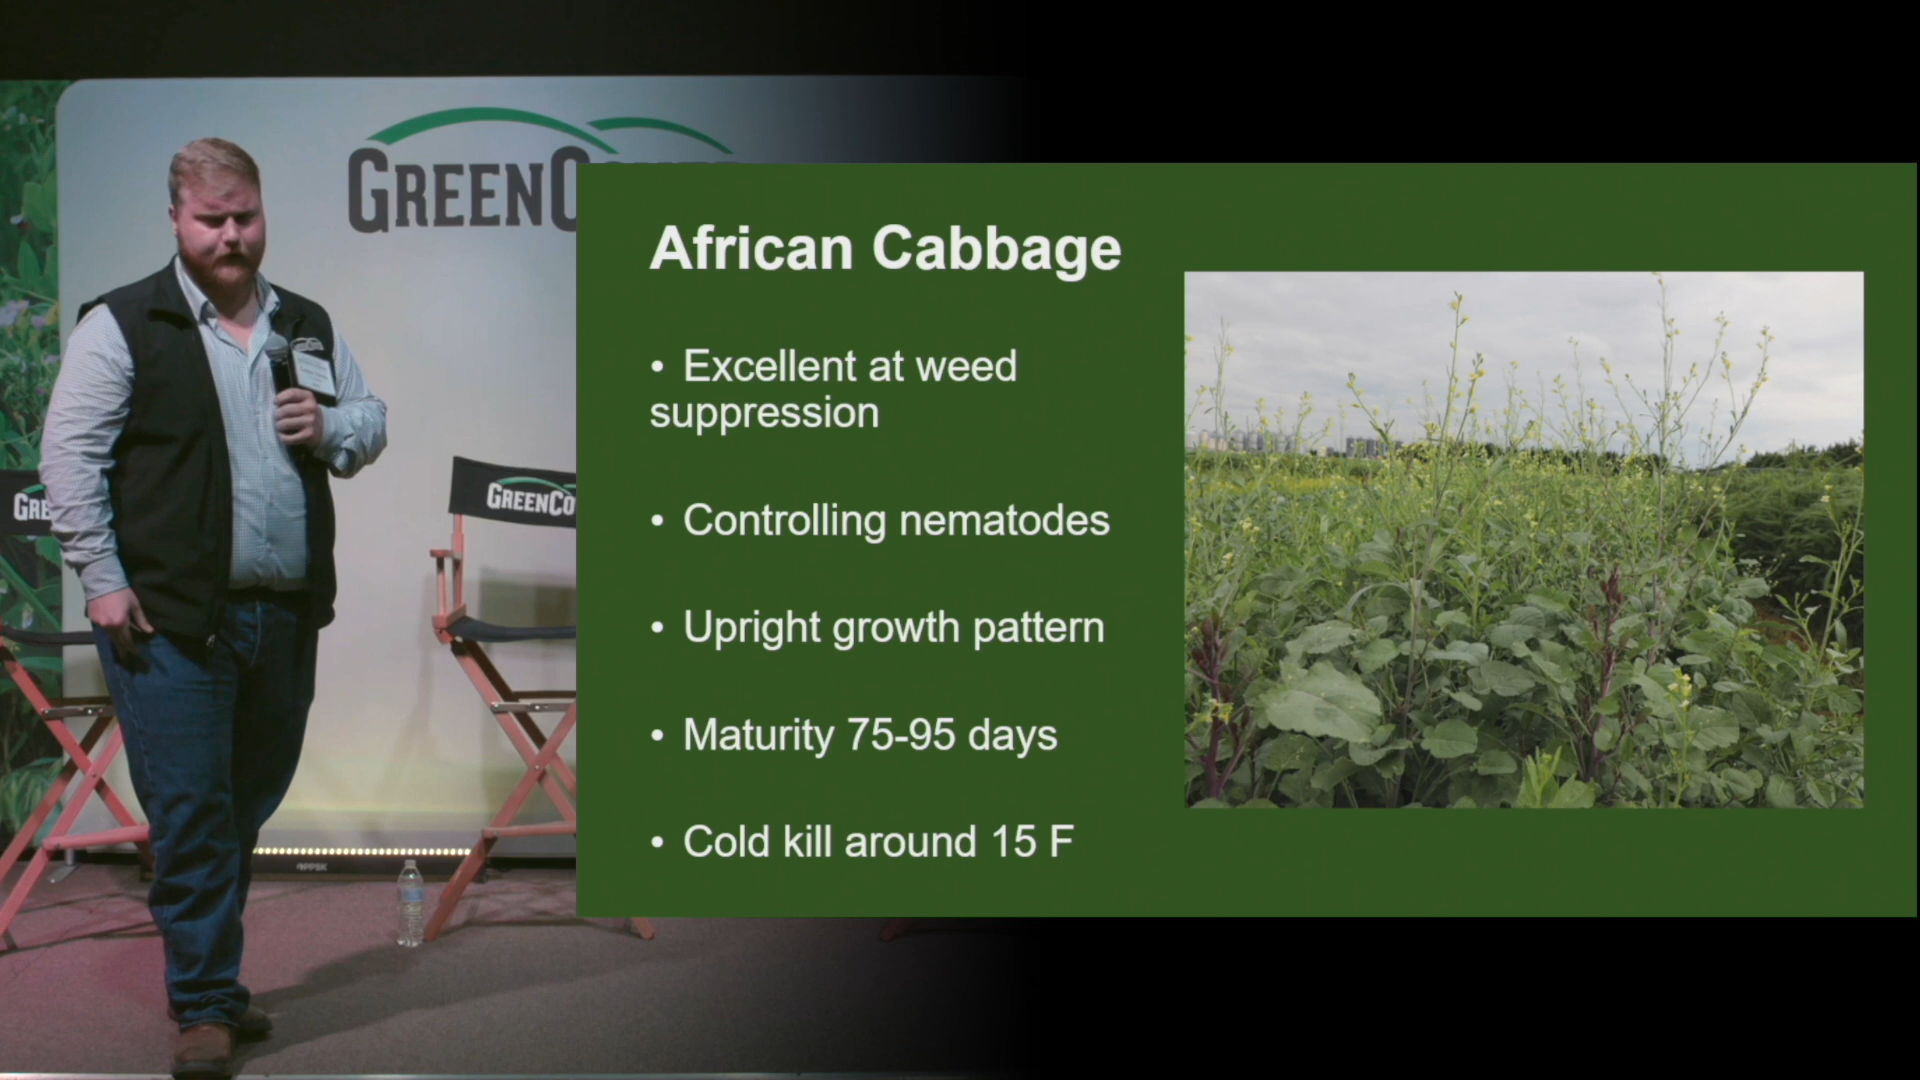 GREENCO
GRE
GREENCO
African Cabbage
• Excellent at weed
suppression
• Controlling nematodes
• Upright growth pattern
• Maturity 75-95 days
• Cold kill around 15 F